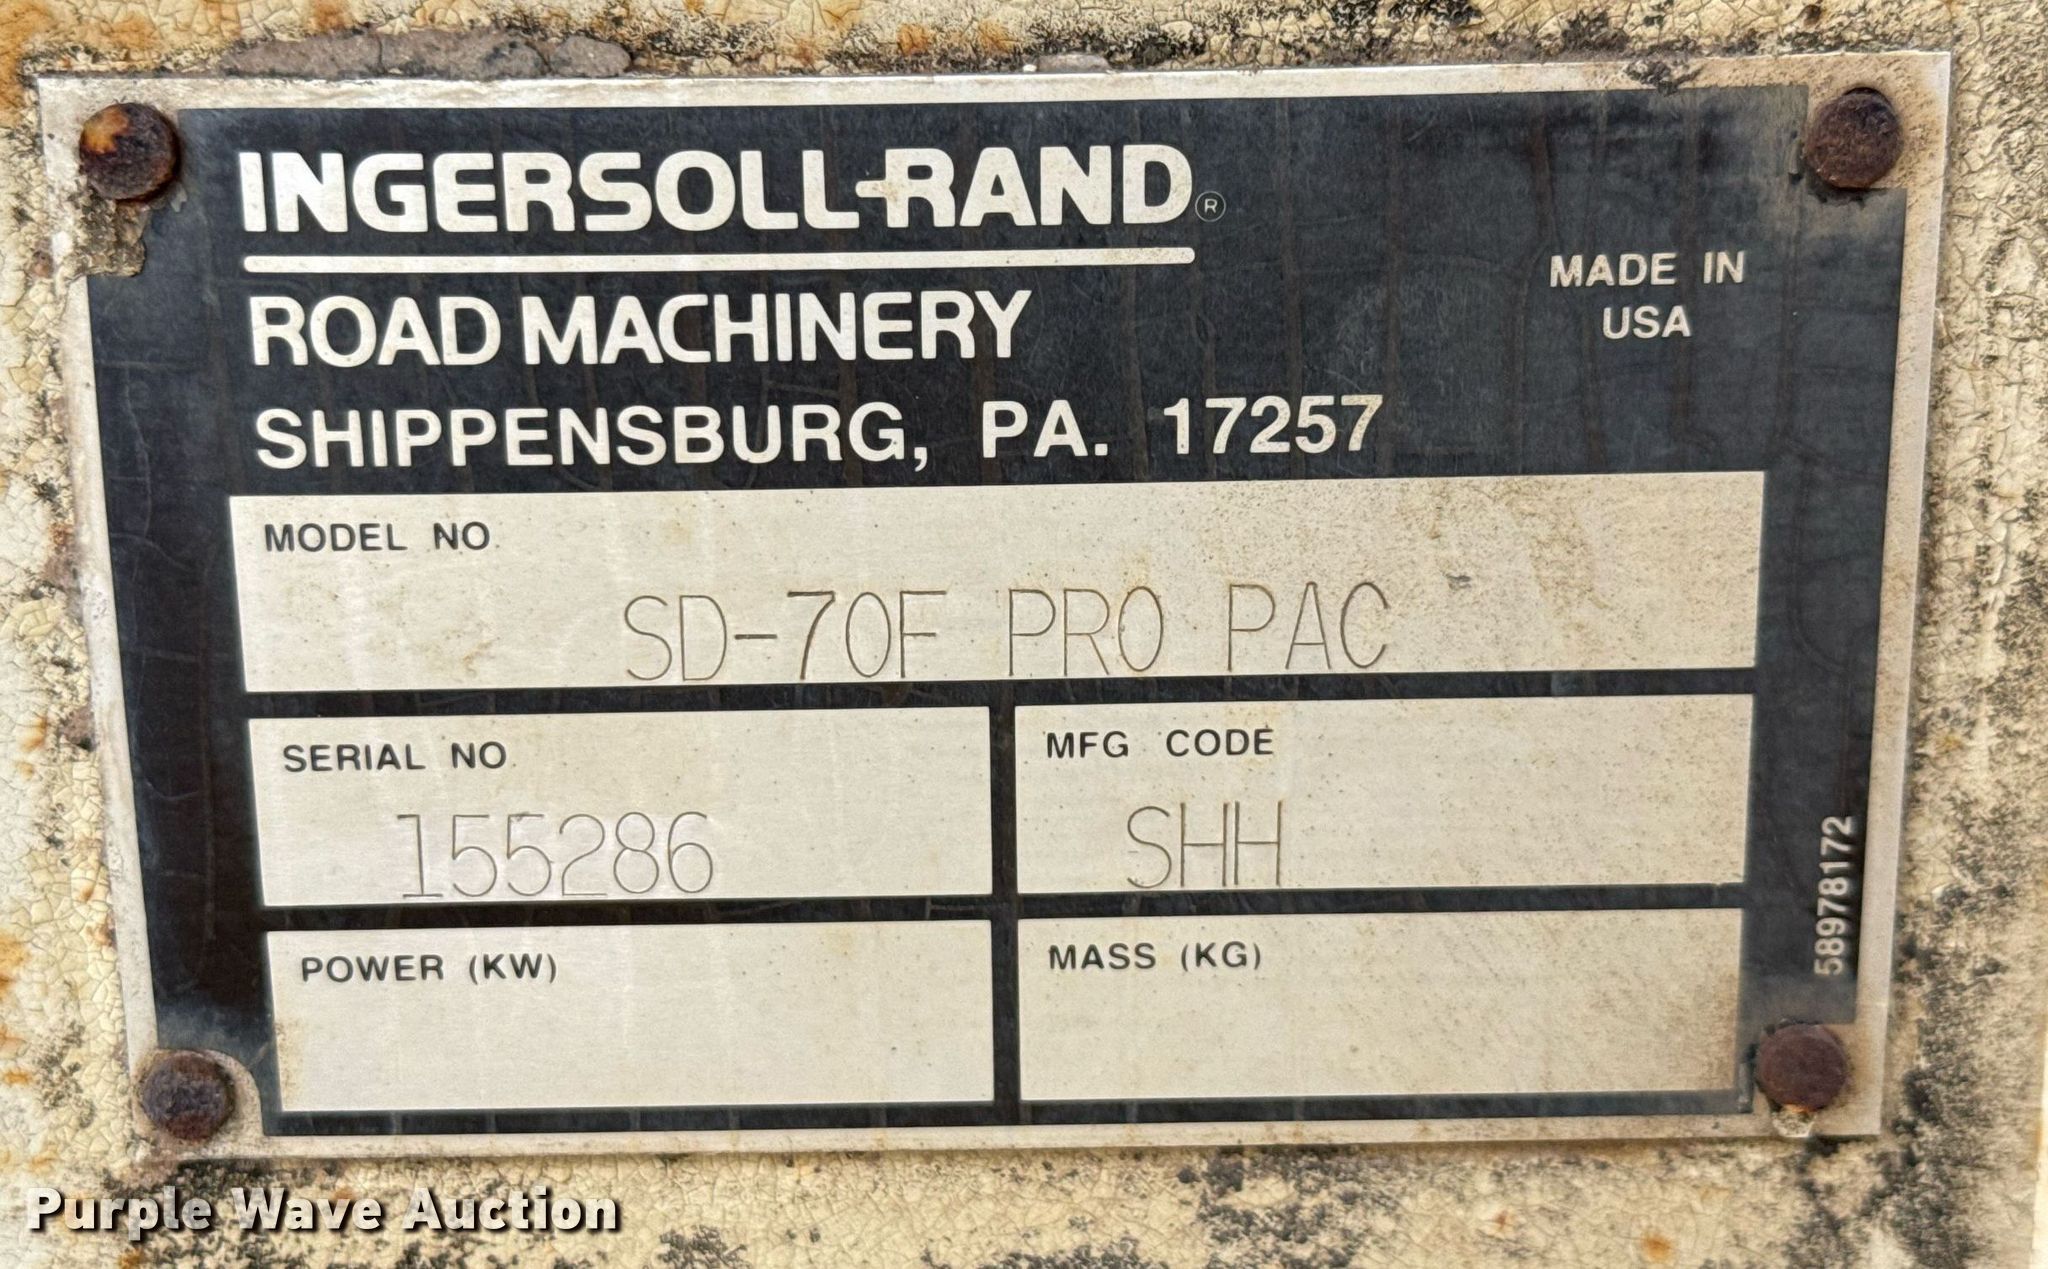 INGERSOLL-RAND®
ROAD MACHINERY
SHIPPENSBURG, PA. 17257
MADE IN
USA
MODEL NO
SD-70F PRO PAC
SERIAL NO
155286
MFG CODE
SHH
POWER (KW)
MASS (KG)
58978172
Purple Wave Auction